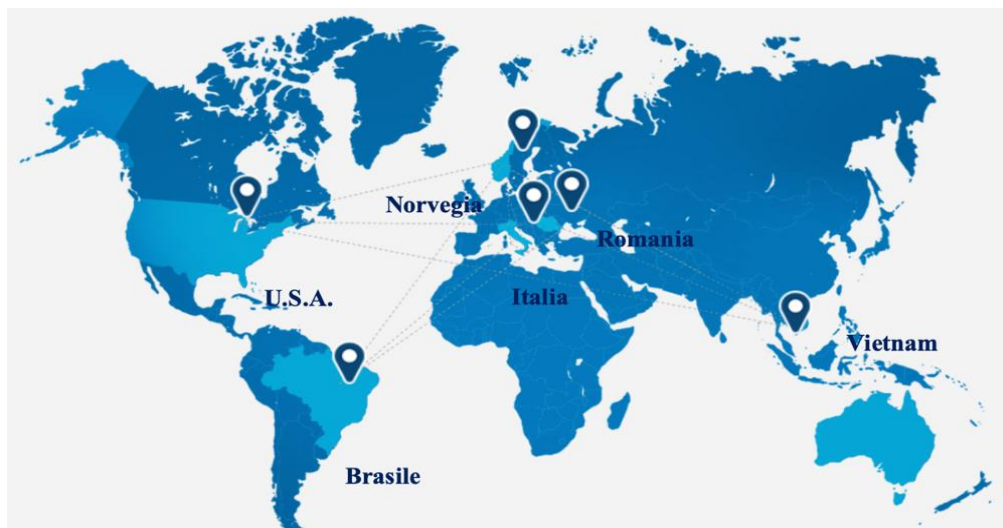 Norvegia
Romania
U.S.A.
Italia
Vietnam
Brasile